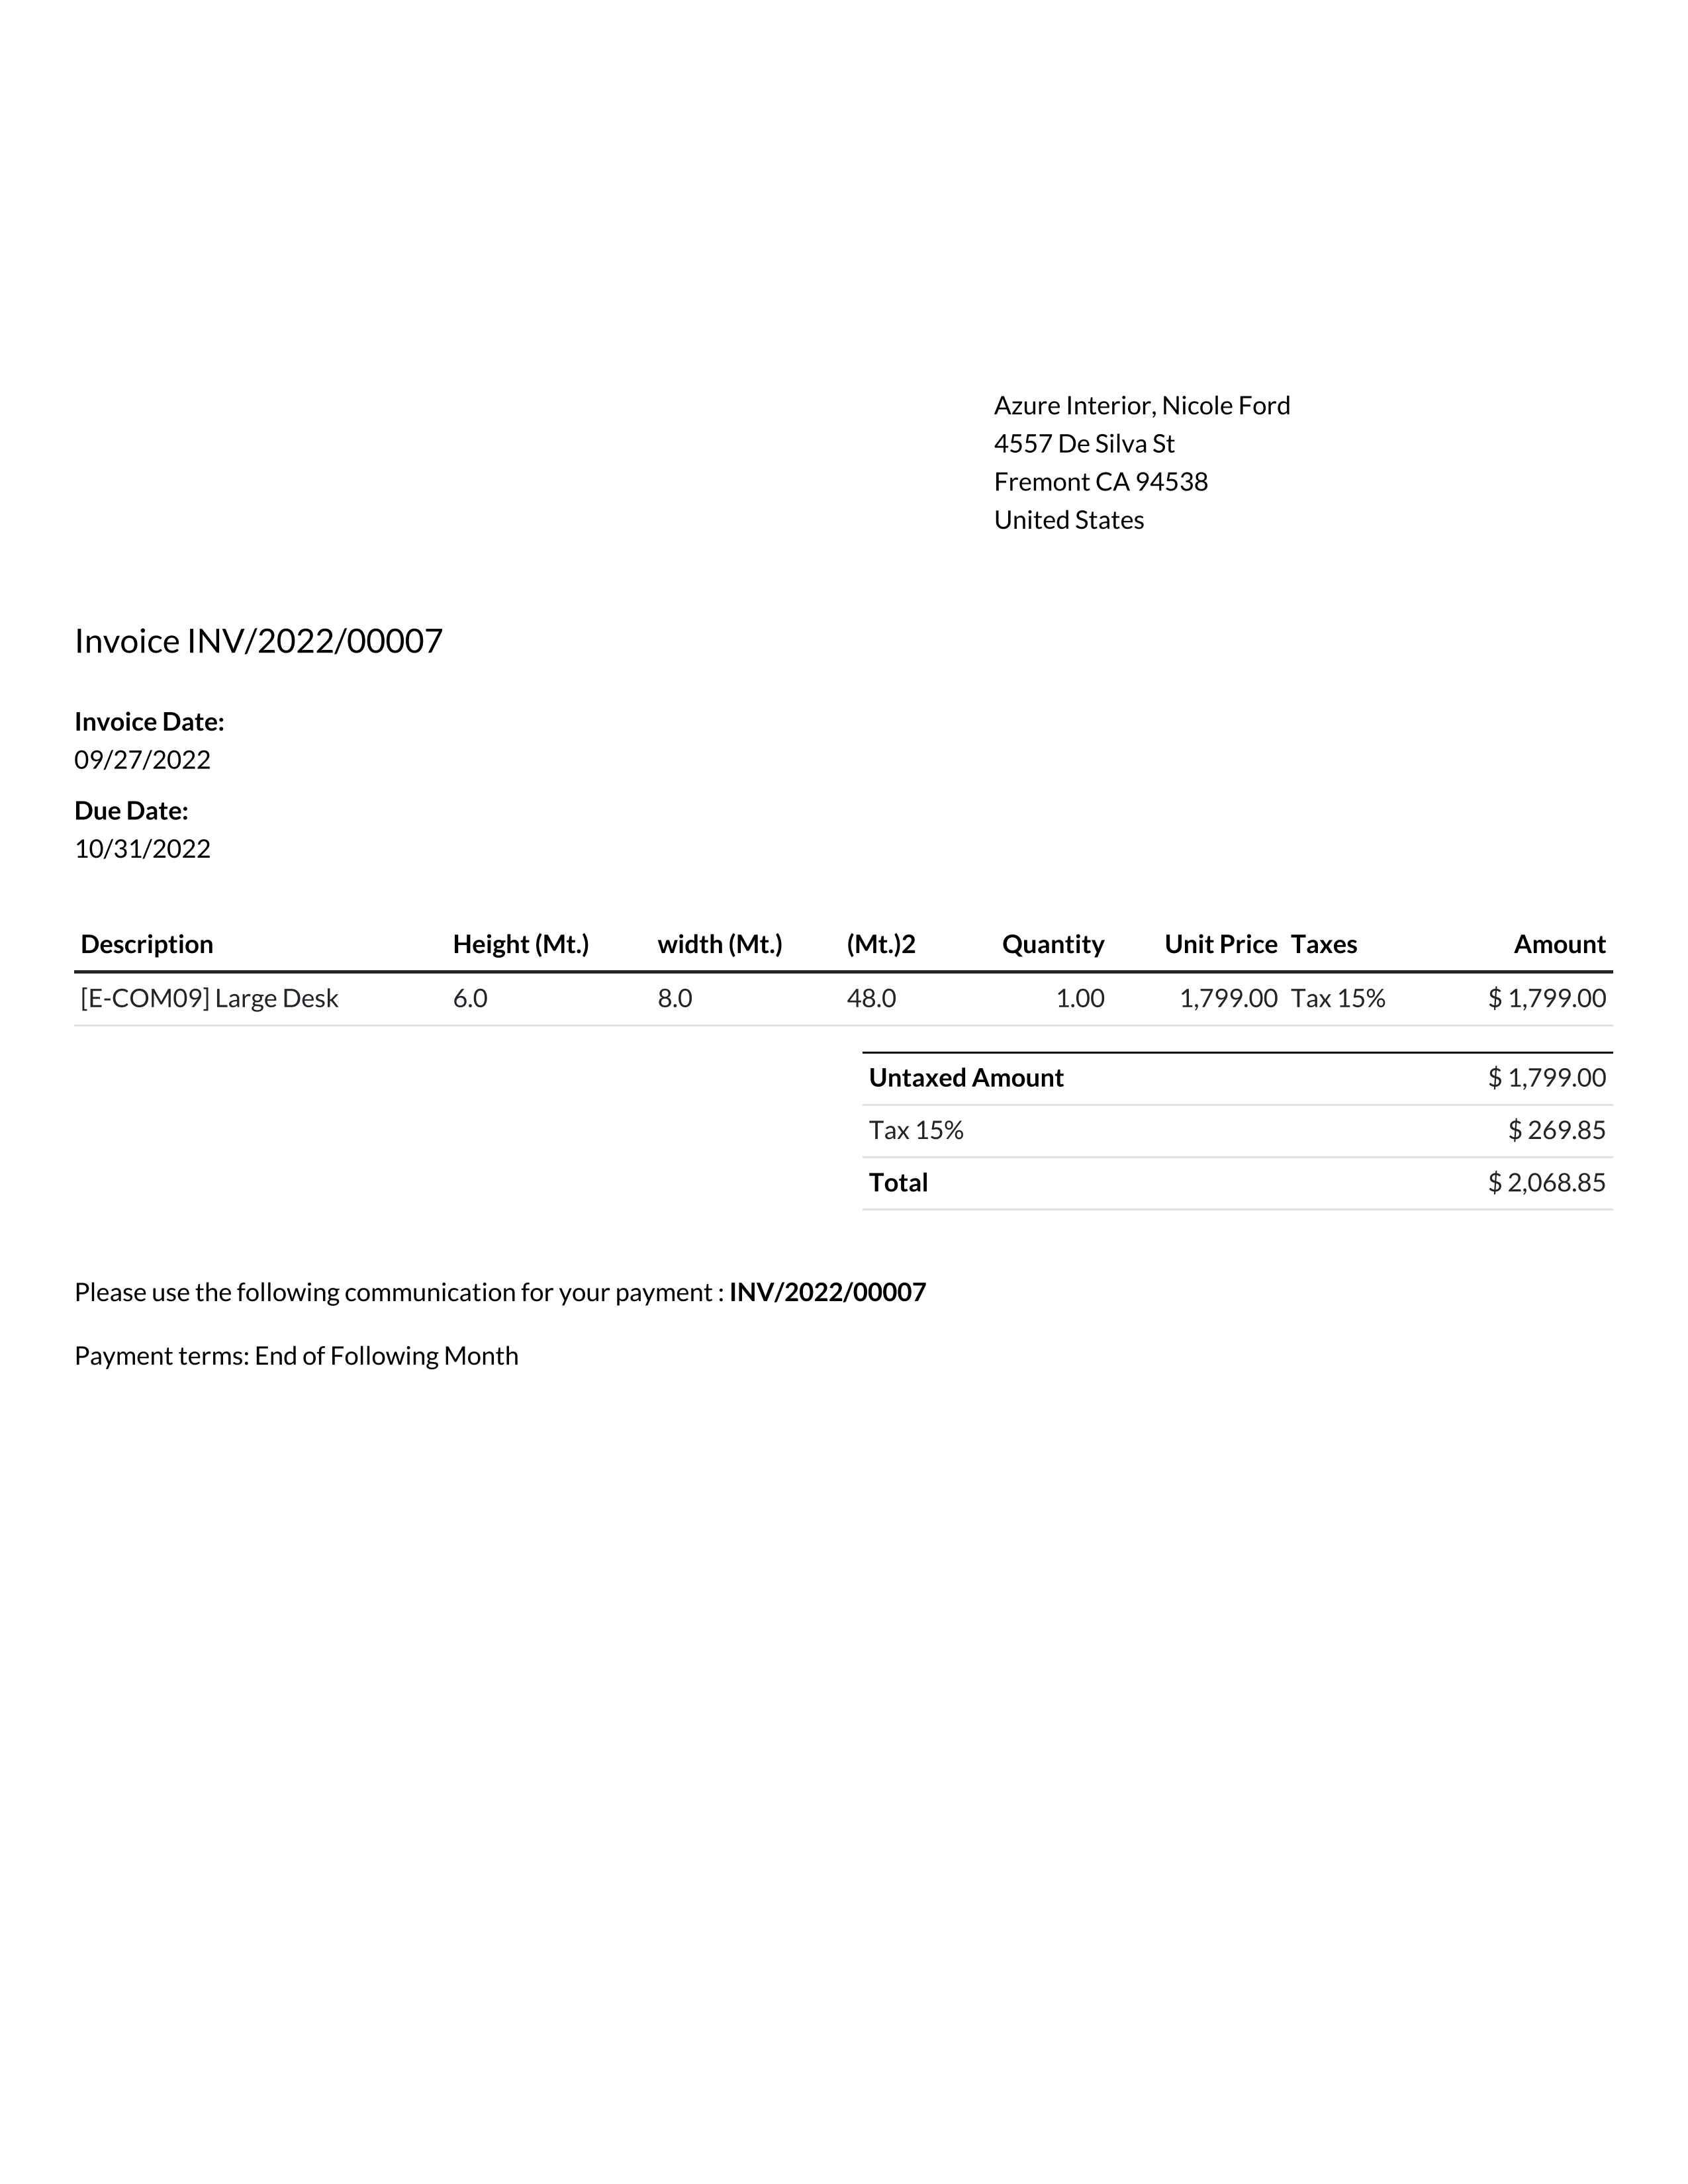 Azure Interior, Nicole Ford
4557 De Silva St
Fremont CA 94538
United States
Invoice INV/2022/00007
Invoice Date:
09/27/2022
Due Date:
10/31/2022
Description Height (Mt.) width (Mt.) (Mt.)2 Quantity Unit Price Taxes Amount
[E-COM09] Large Desk 6.0 8.0 48.0 1.00 1,799.00 Tax 15% $ 1,799.00
Untaxed Amount $ 1,799.00
Tax 15% $ 269.85
Total $ 2,068.85
Please use the following communication for your payment : INV/2022/00007
Payment terms: End of Following Month